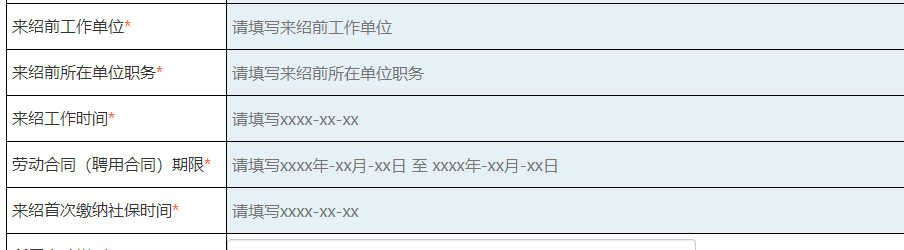 来绍前工作单位* 请填写来绍前工作单位
来绍前所在单位职务* 请填写来绍前所在单位职务
来绍工作时间* 请填写xxxx-xx-xx
劳动合同（聘用合同）期限* 请填写xxxx年-xx月-xx日 至 xxxx年-xx月-xx日
来绍首次缴纳社保时间* 请填写xxxx-xx-xx